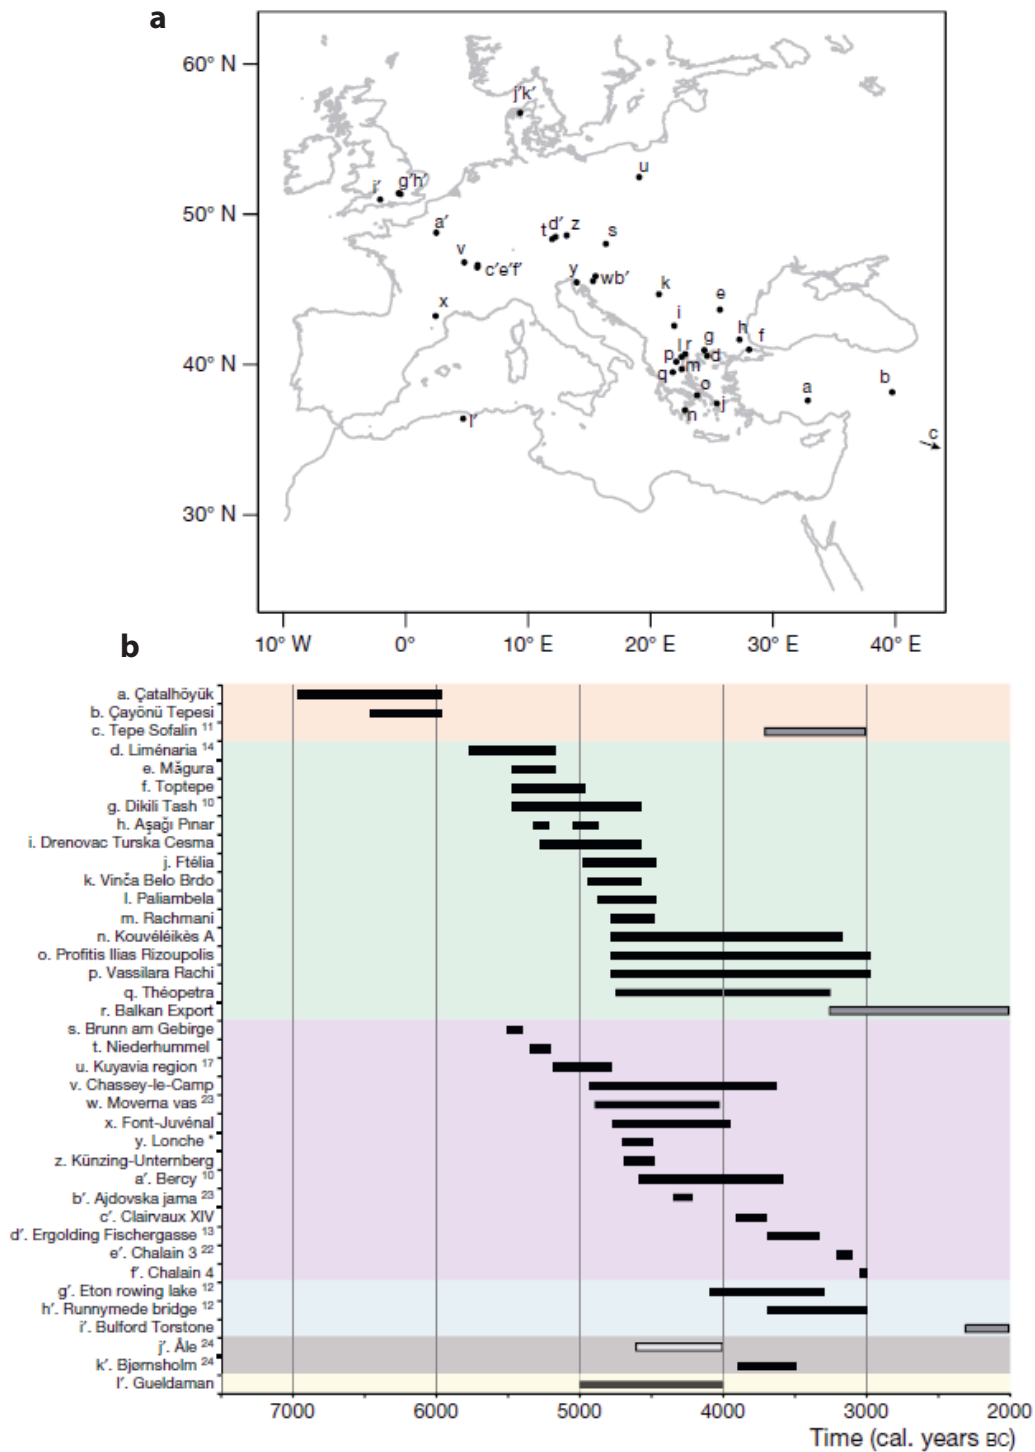 a
60° N
50° N
40° N
30° N
j′k′
u
i′
g′h′
a′
t
d′
z
s
v
c′e′f′
y
wb′
k
e
x
i
h
f
g
l
r
p
d
m
q
o
a
b
n
j
c
l′
10° W
0°
10° E
20° E
30° E
40° E
b
a. Çatalhöyük
b. Çayönü Tepesi
c. Tepe Sofalin 11
d. Liménaria 14
e. Măgura
f. Toptepe
g. Dikili Tash 10
h. Aşaği Pınar
i. Drenovac Turska Cesma
j. Ftélia
k. Vinča Belo Brdo
l. Paliambela
m. Rachmani
n. Kouvéléikès A
o. Profitis Ilias Rizoupolis
p. Vassilara Rachi
q. Théopetra
r. Balkan Export
s. Brunn am Gebirge
t. Niederhummel
u. Kuyavia region 17
v. Chassey-le-Camp
w. Moverna vas 23
x. Font-Juvénal
y. Lonche *
z. Künzing-Unternberg
a′. Bercy 10
b′. Ajdovska jama 23
c′. Clairvaux XIV
d′. Ergolding Fischergasse 13
e′. Chalain 3 22
f′. Chalain 4
g′. Eton rowing lake 12
h′. Runnymede bridge 12
i′. Bulford Torstone
j′. Åle 24
k′. Bjørnsholm 24
l′. Gueldaman
7000
6000
5000
4000
3000
2000
Time (cal. years BC)